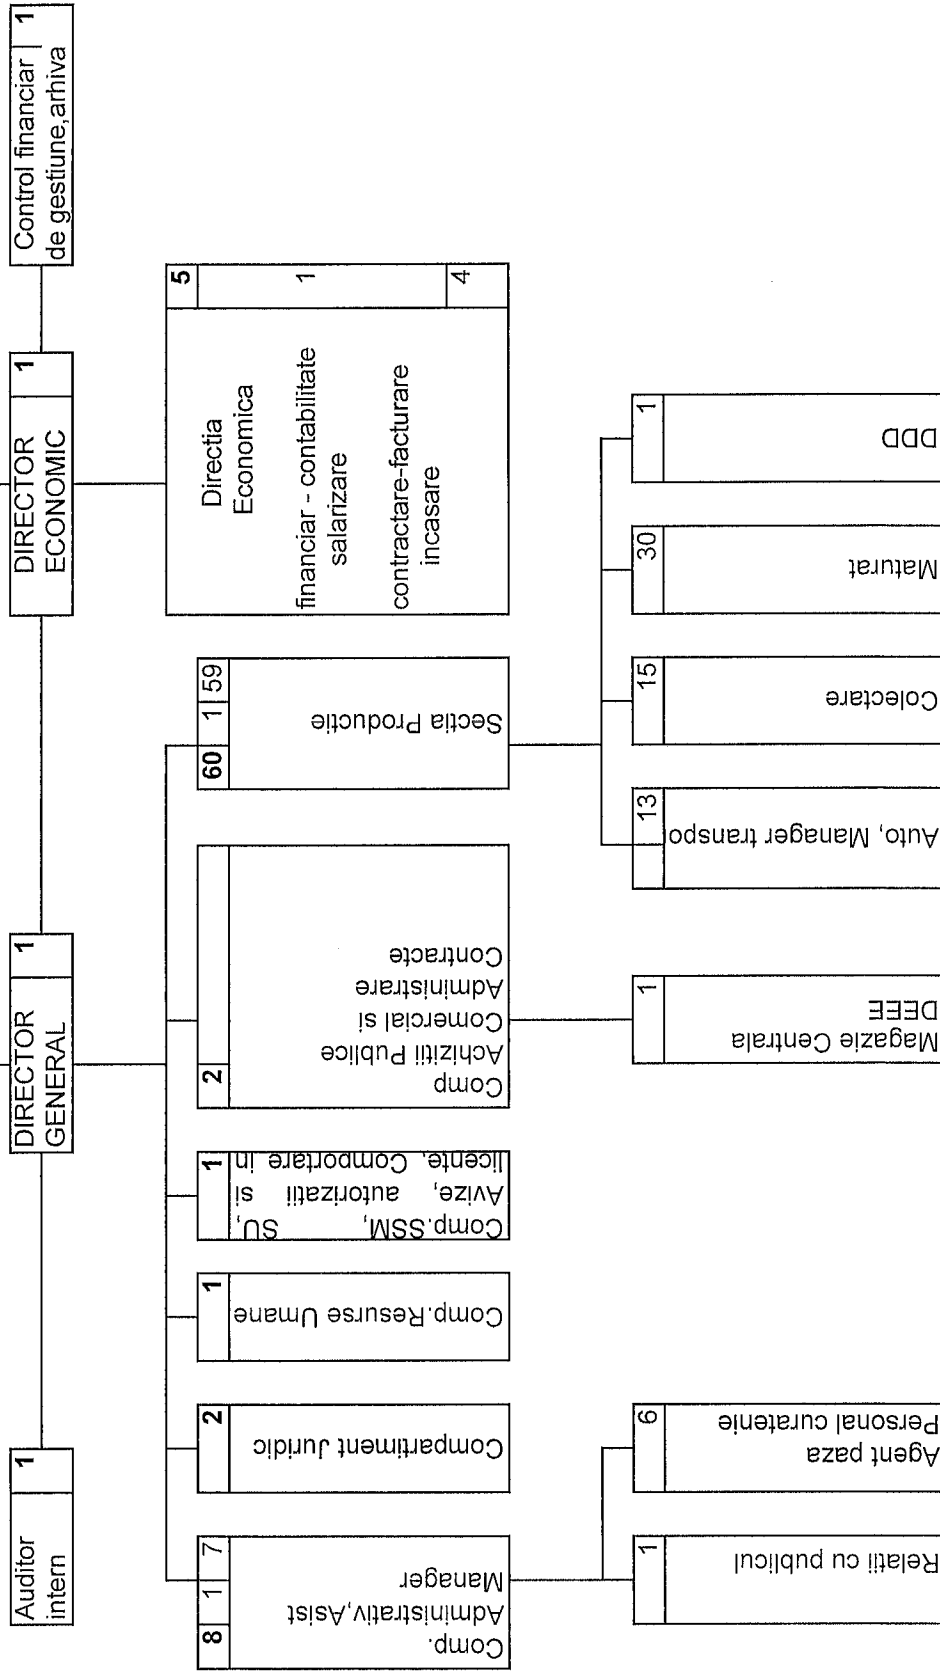 Auditor
intern
1
DIRECTOR
GENERAL
1
DIRECTOR
ECONOMIC
1
Control financiar
de gestiune,arhiva
1
8 1 7
Comp.
Administrativ,Asist
Manager
2
Compartiment Juridic
1
Comp.Resurse Umane
1
Comp.SSM, SU,
Avize, autorizatii si
licente, Comportare in
2
Comp
Achizitii Publice
Comercial si
Administrare
Contracte
60 1 59
Sectia Productie
Directia
Economica
5
financiar - contabilitate
salarizare
1
contractare-facturare
incasare
4
1
Relatii cu publicul
6
Agent paza
Personal curatenie
1
Magazie Centrala
DEEE
13
Auto, Manager transpo
15
Colectare
30
Maturat
1
DDD